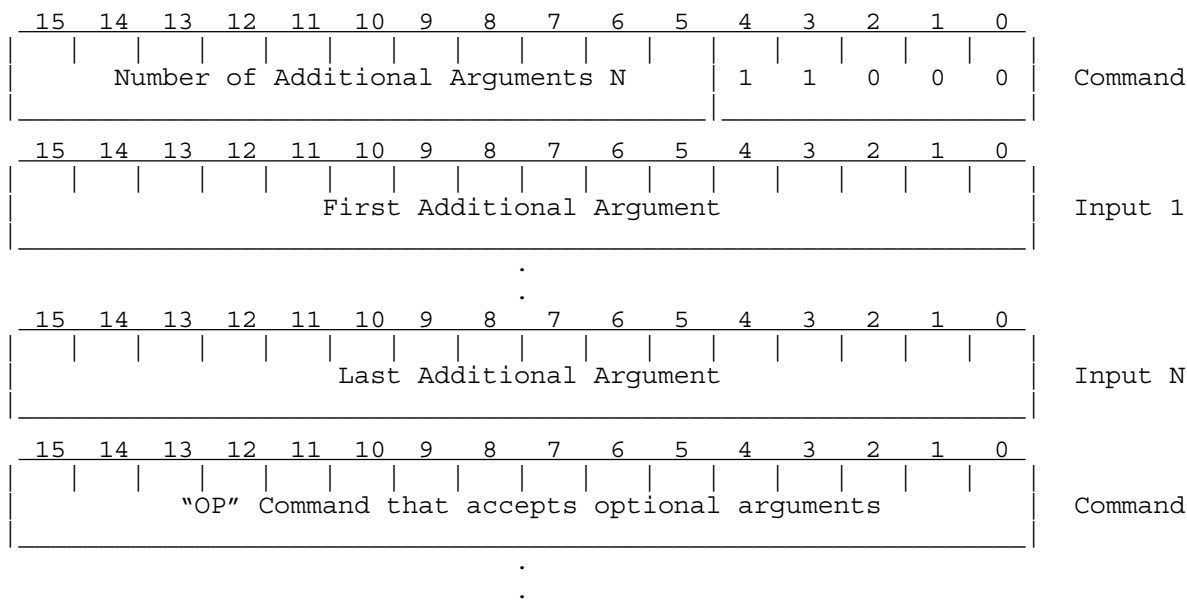 15 14 13 12 11 10 9 8 7 6 5 4 3 2 1 0
Number of Additional Arguments N 1 1 0 0 0 Command
15 14 13 12 11 10 9 8 7 6 5 4 3 2 1 0
First Additional Argument Input 1
.
.
15 14 13 12 11 10 9 8 7 6 5 4 3 2 1 0
Last Additional Argument Input N
15 14 13 12 11 10 9 8 7 6 5 4 3 2 1 0
“OP” Command that accepts optional arguments Command
.
.